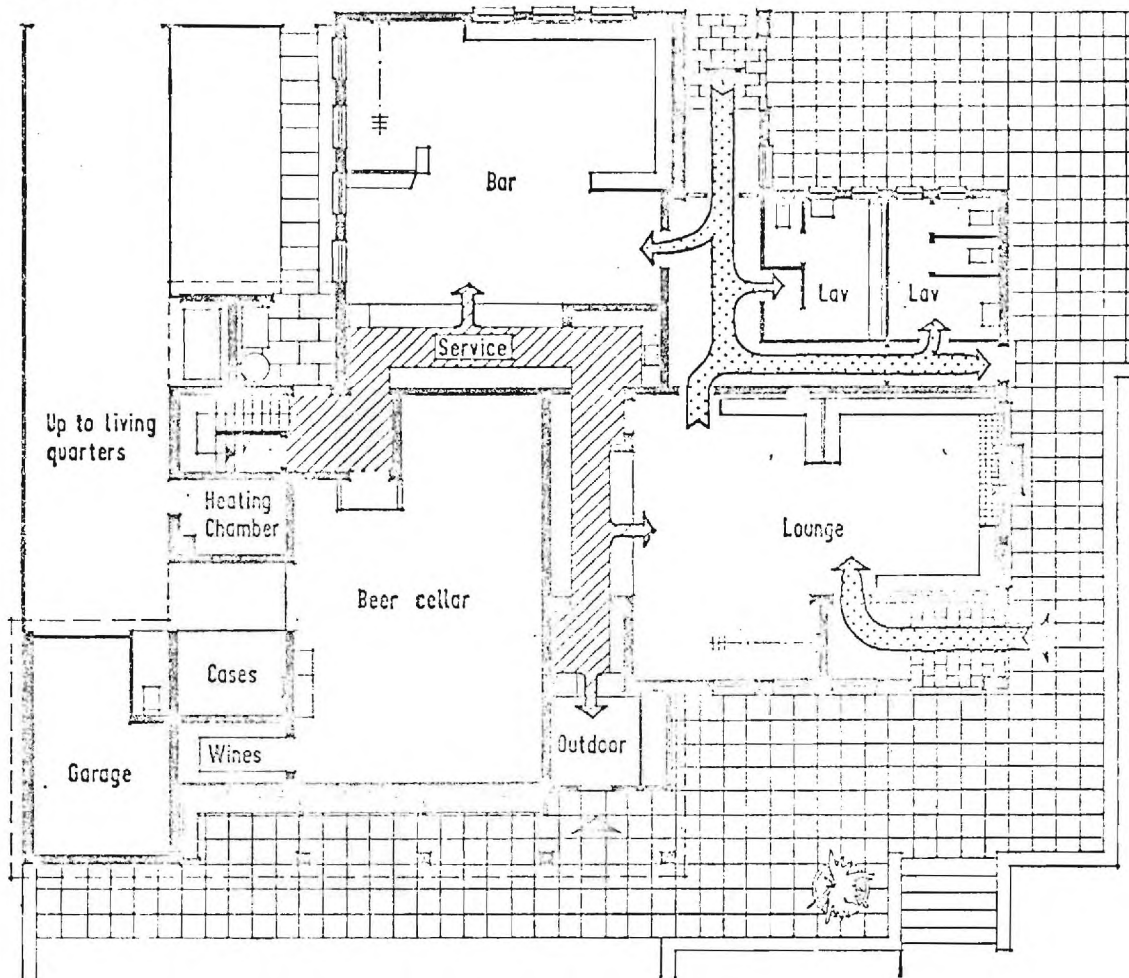 Bar
Lav
Lav
Service
Up to living
quarters
Heating
Chamber
Lounge
Beer cellar
Cases
Wines
Outdoor
Garage